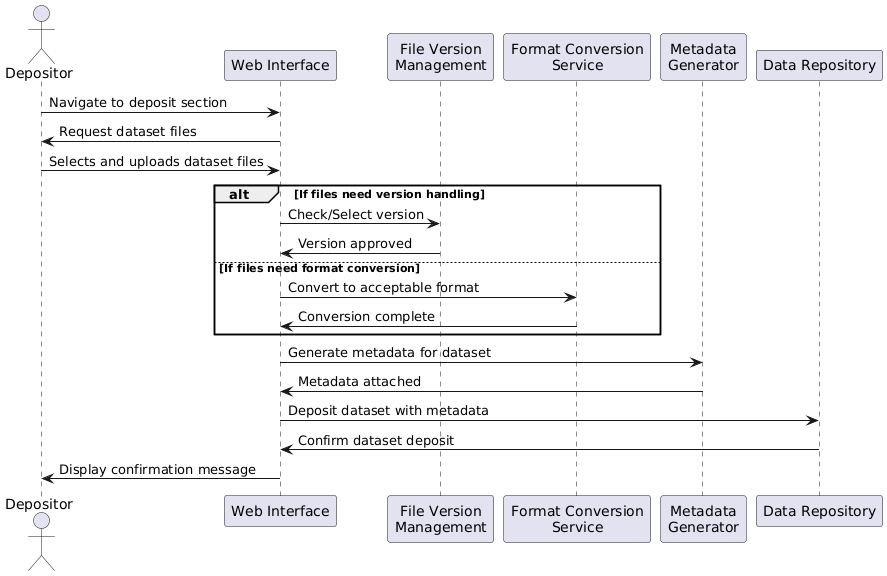 Depositor
Web Interface
File Version
Management
Format Conversion
Service
Metadata
Generator
Data Repository
Navigate to deposit section
Request dataset files
Selects and uploads dataset files
alt
[If files need version handling]
Check/Select version
Version approved
[If files need format conversion]
Convert to acceptable format
Conversion complete
Generate metadata for dataset
Metadata attached
Deposit dataset with metadata
Confirm dataset deposit
Display confirmation message
Depositor
Web Interface
File Version
Management
Format Conversion
Service
Metadata
Generator
Data Repository